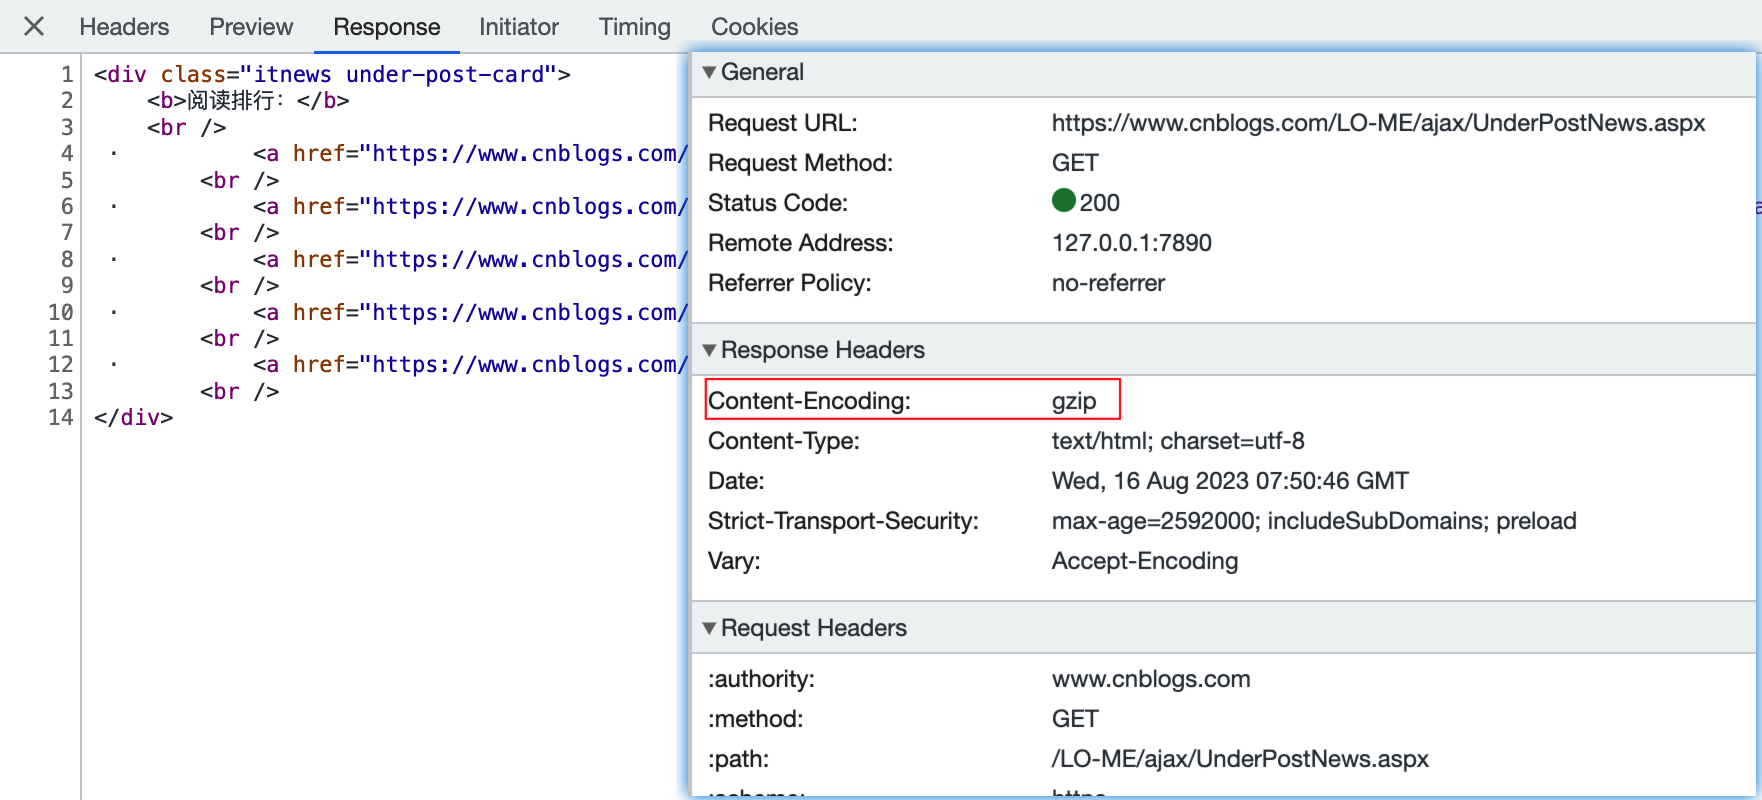 Headers Preview Response Initiator Timing Cookies
1 <div class="itnews under-post-card">
2 <b>阅读排行：</b>
3 <br />
4 · <a href="https://www.cnblogs.com/
5 <br />
6 · <a href="https://www.cnblogs.com/
7 <br />
8 · <a href="https://www.cnblogs.com/
9 <br />
10 · <a href="https://www.cnblogs.com/
11 <br />
12 · <a href="https://www.cnblogs.com/
13 <br />
14 </div>
General
Request URL: https://www.cnblogs.com/LO-ME/ajax/UnderPostNews.aspx
Request Method: GET
Status Code: 200
Remote Address: 127.0.0.1:7890
Referrer Policy: no-referrer
Response Headers
Content-Encoding: gzip
Content-Type: text/html; charset=utf-8
Date: Wed, 16 Aug 2023 07:50:46 GMT
Strict-Transport-Security: max-age=2592000; includeSubDomains; preload
Vary: Accept-Encoding
Request Headers
:authority: www.cnblogs.com
:method: GET
:path: /LO-ME/ajax/UnderPostNews.aspx
:scheme: https